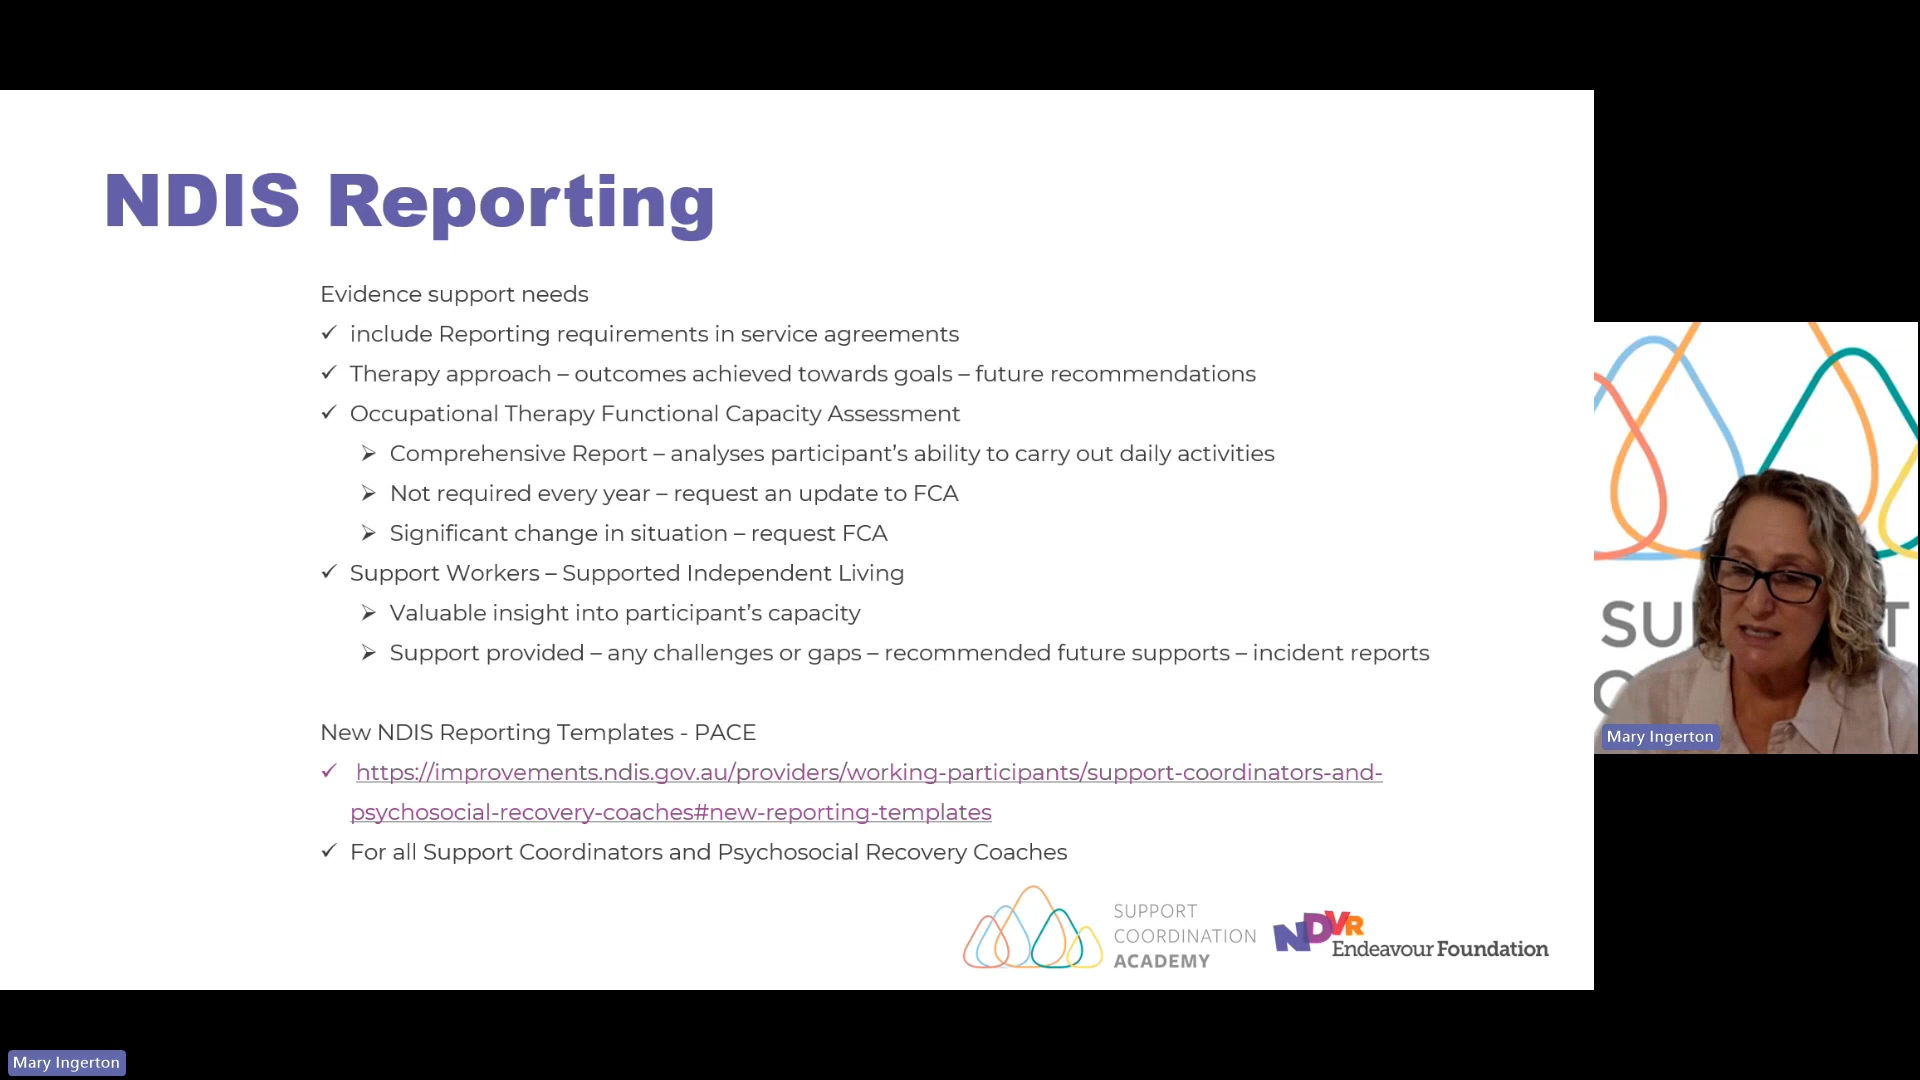 NDIS Reporting
Evidence support needs
✓ include Reporting requirements in service agreements
✓ Therapy approach – outcomes achieved towards goals – future recommendations
✓ Occupational Therapy Functional Capacity Assessment
➢ Comprehensive Report – analyses participant’s ability to carry out daily activities
➢ Not required every year – request an update to FCA
➢ Significant change in situation – request FCA
✓ Support Workers – Supported Independent Living
➢ Valuable insight into participant’s capacity
➢ Support provided – any challenges or gaps – recommended future supports – incident reports
New NDIS Reporting Templates - PACE
✓ https://improvements.ndis.gov.au/providers/working-participants/support-coordinators-and-
psychosocial-recovery-coaches#new-reporting-templates
✓ For all Support Coordinators and Psychosocial Recovery Coaches
SUPPORT
COORDINATION
ACADEMY
NDVR
Endeavour Foundation
Mary Ingerton
Mary Ingerton